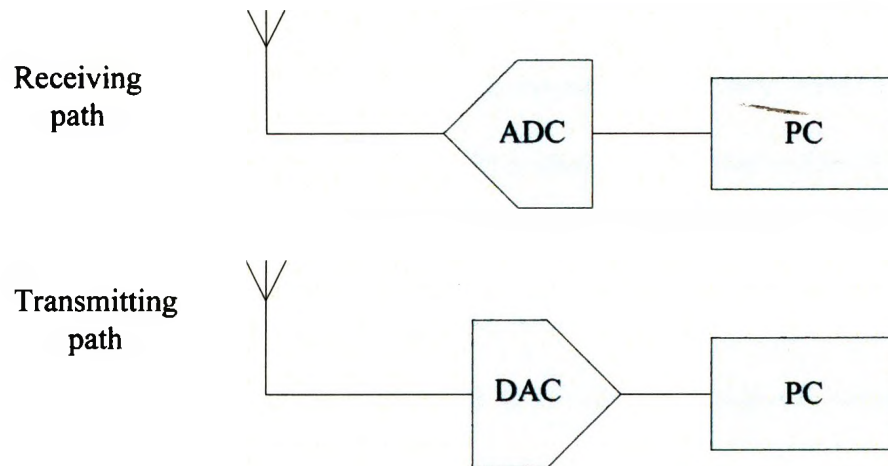 Receiving
path
ADC
PC
Transmitting
path
DAC
PC